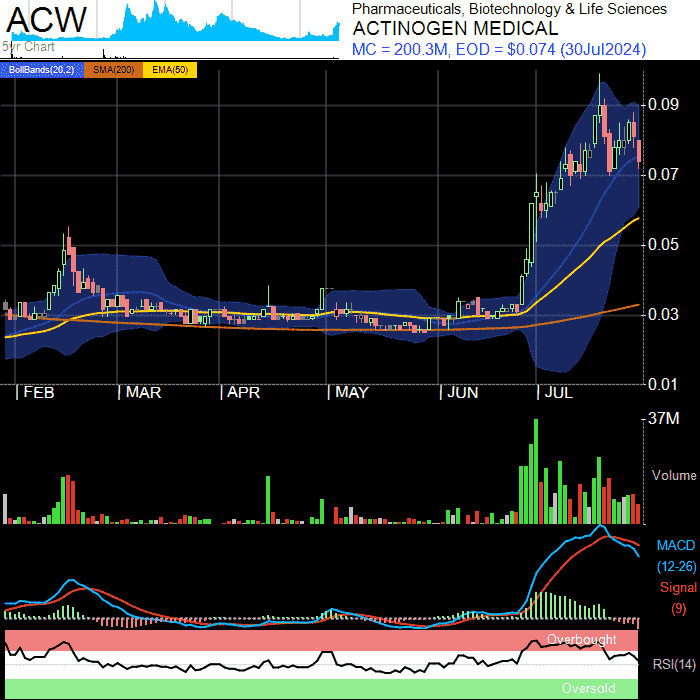 ACW
5yr Chart
Pharmaceuticals, Biotechnology & Life Sciences
ACTINOGEN MEDICAL
MC = 200.3M, EOD = $0.074 (30Jul2024)
BollBands(20,2) SMA(200) EMA(50)
0.09
0.07
0.05
0.03
0.01
FEB MAR APR MAY JUN JUL
37M
Volume
MACD
(12-26)
Signal
(9)
Overbought
RSI(14)
Oversold